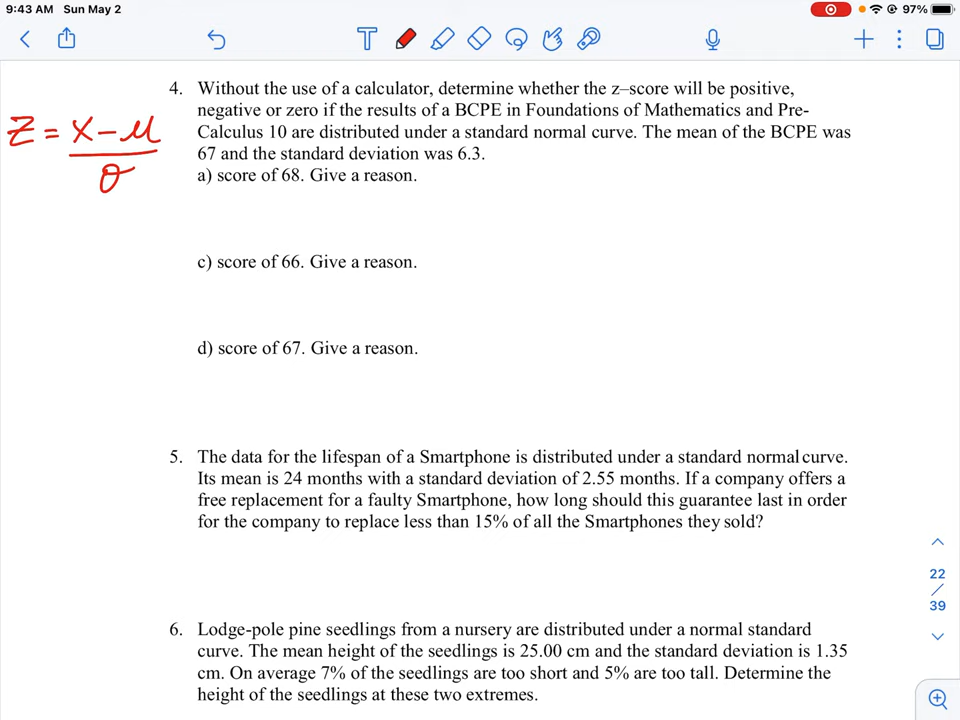 9:43 AM Sun May 2
97%
4. Without the use of a calculator, determine whether the z–score will be positive,
negative or zero if the results of a BCPE in Foundations of Mathematics and Pre-
Calculus 10 are distributed under a standard normal curve. The mean of the BCPE was
67 and the standard deviation was 6.3.
a) score of 68. Give a reason.
Z = x - μ
σ
c) score of 66. Give a reason.
d) score of 67. Give a reason.
5. The data for the lifespan of a Smartphone is distributed under a standard normal curve.
Its mean is 24 months with a standard deviation of 2.55 months. If a company offers a
free replacement for a faulty Smartphone, how long should this guarantee last in order
for the company to replace less than 15% of all the Smartphones they sold?
22
/
39
6. Lodge-pole pine seedlings from a nursery are distributed under a normal standard
curve. The mean height of the seedlings is 25.00 cm and the standard deviation is 1.35
cm. On average 7% of the seedlings are too short and 5% are too tall. Determine the
height of the seedlings at these two extremes.